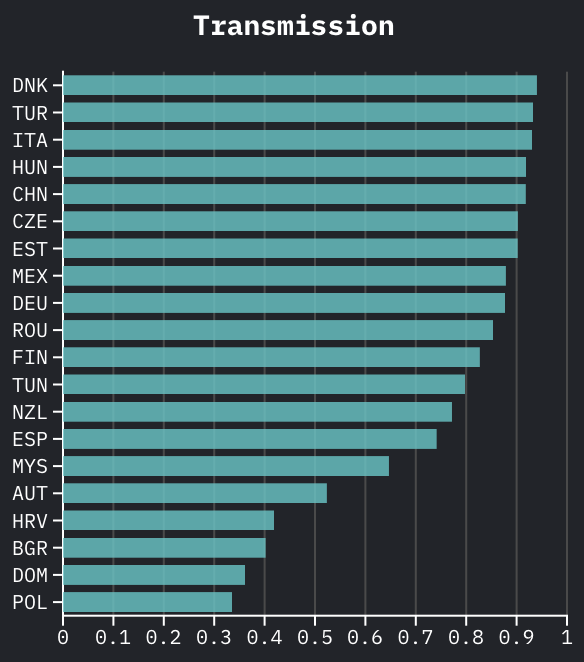 Transmission
DNK
TUR
ITA
HUN
CHN
CZE
EST
MEX
DEU
ROU
FIN
TUN
NZL
ESP
MYS
AUT
HRV
BGR
DOM
POL
0 0.1 0.2 0.3 0.4 0.5 0.6 0.7 0.8 0.9 1